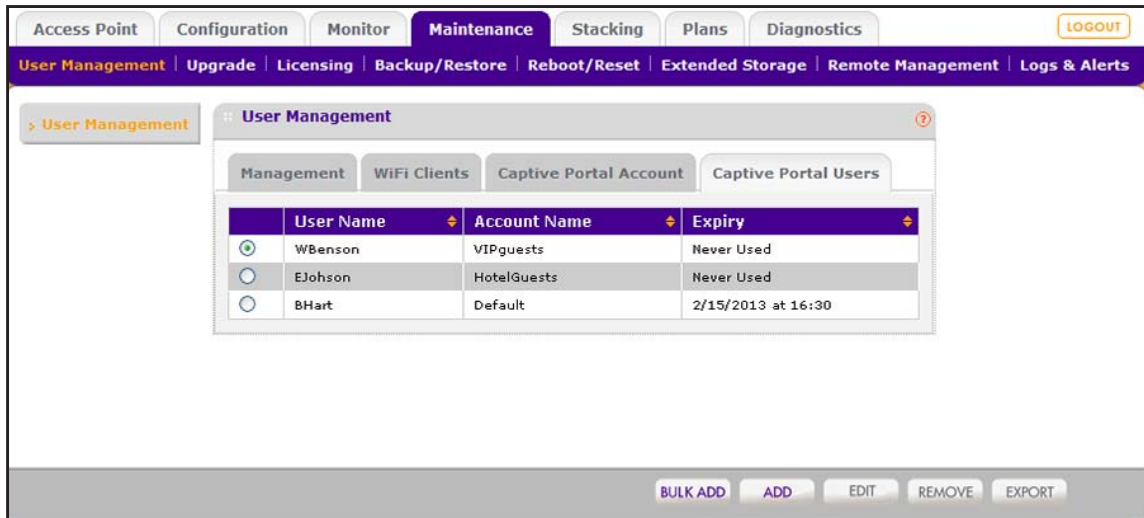 Access Point Configuration Monitor Maintenance Stacking Plans Diagnostics LOGOUT
User Management | Upgrade | Licensing | Backup/Restore | Reboot/Reset | Extended Storage | Remote Management | Logs & Alerts
> User Management
:: User Management ?
Management WiFi Clients Captive Portal Account Captive Portal Users
User Name Account Name Expiry
WBenson VIPguests Never Used
EJohson HotelGuests Never Used
BHart Default 2/15/2013 at 16:30
BULK ADD ADD EDIT REMOVE EXPORT